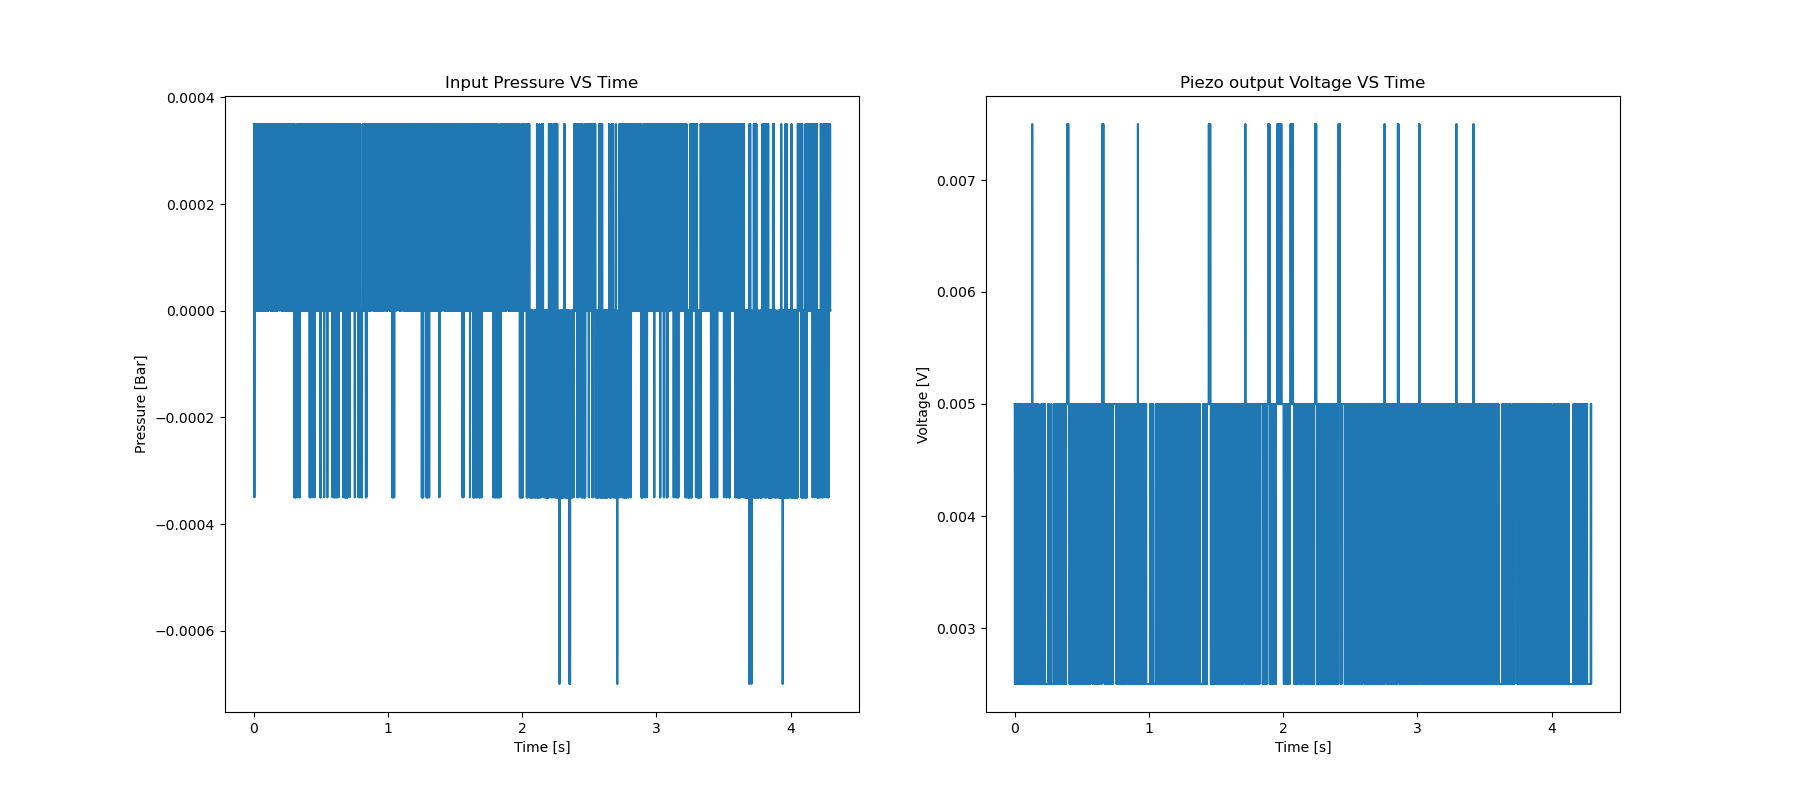 Input Pressure VS Time
0.0004
0.0002
0.0000
−0.0002
−0.0004
−0.0006
Pressure [Bar]
0 1 2 3 4
Time [s]
Piezo output Voltage VS Time
0.007
0.006
0.005
0.004
0.003
Voltage [V]
0 1 2 3 4
Time [s]